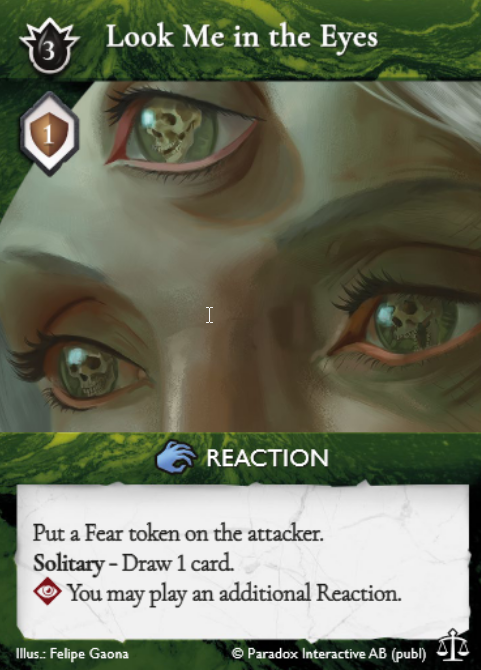 3
Look Me in the Eyes
1
REACTION
Put a Fear token on the attacker.
Solitary - Draw 1 card.
You may play an additional Reaction.
Illus.: Felipe Gaona
© Paradox Interactive AB (publ)